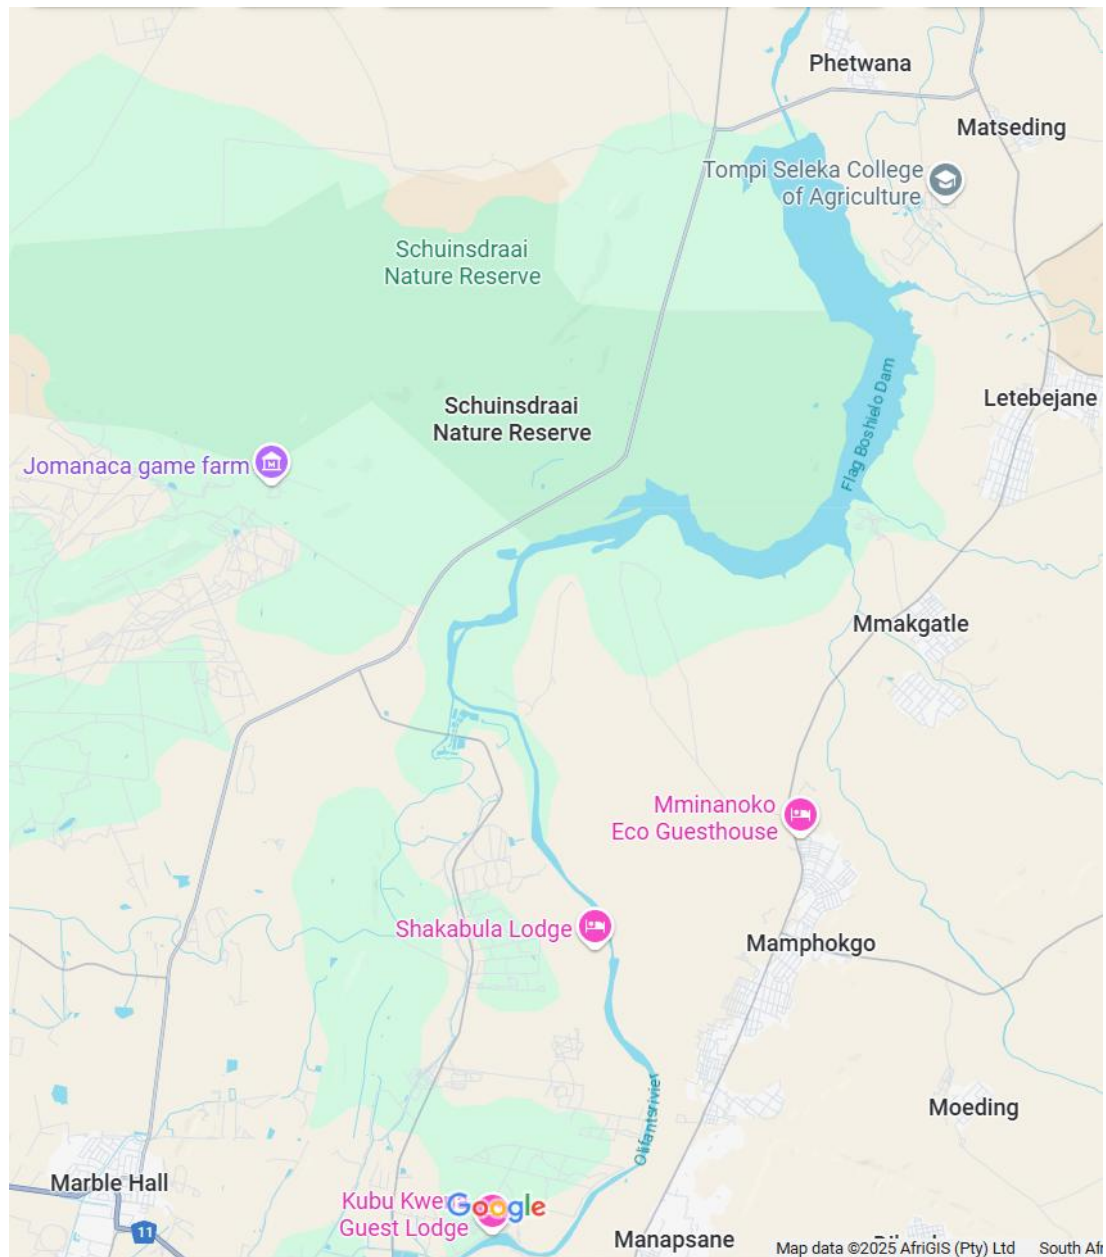 Phetwana
Matseding
Tompi Seleka College
of Agriculture
Schuinsdraai
Nature Reserve
Flag Boshielo Dam
Letebejane
Schuinsdraai
Nature Reserve
Jomanaca game farm
Mmakgatle
Mminanoko
Eco Guesthouse
Shakabula Lodge
Mamphokgo
Olifantsrivier
Moeding
Marble Hall
11
Kubu Kwe
Guest Lodge
Google
Manapsane
Map data ©2025 AfriGIS (Pty) Ltd South Afr